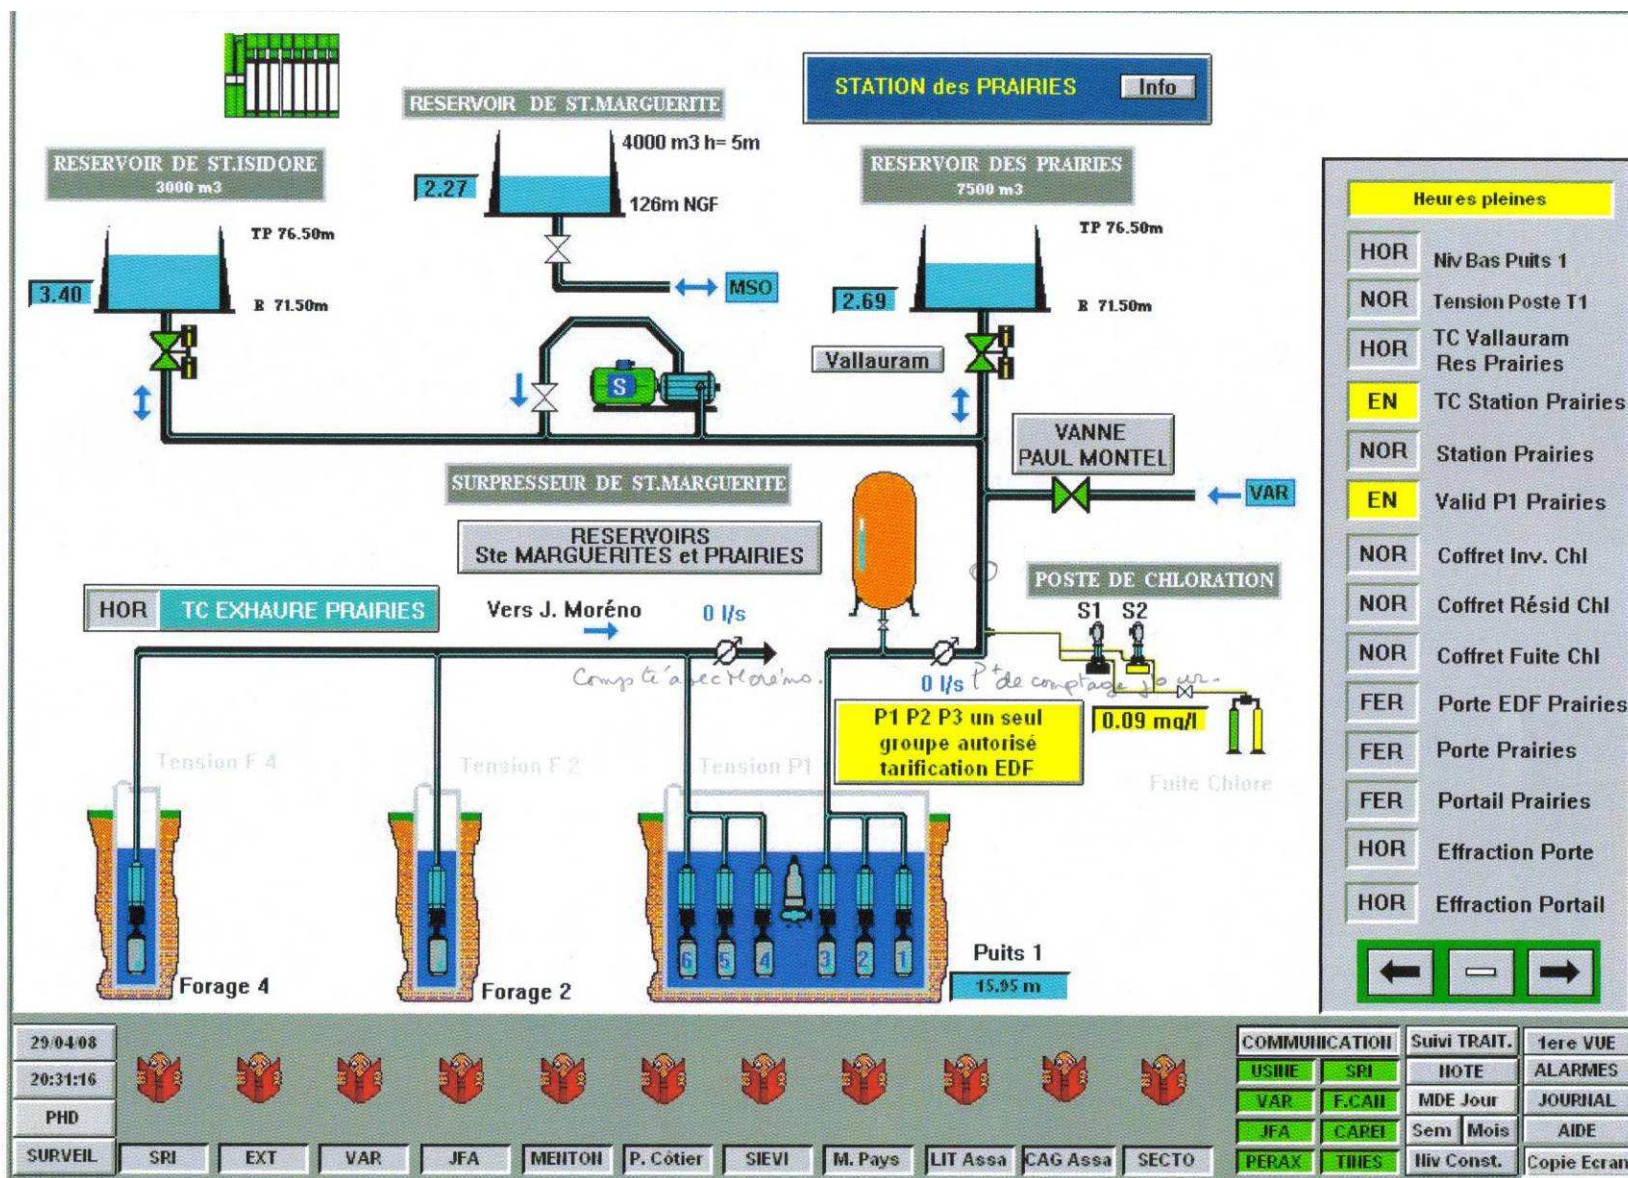 STATION des PRAIRIES
Info
RESERVOIR DE ST.MARGUERITE
4000 m3 h= 5m
2.27
126m NGF
MSO
RESERVOIR DE ST.ISIDORE
3000 m3
TP 76.50m
3.40
R 71.50m
RESERVOIR DES PRAIRIES
7500 m3
TP 76.50m
2.69
R 71.50m
Vallauram
S
VANNE
PAUL MONTEL
VAR
SURPRESSEUR DE ST.MARGUERITE
RESERVOIRS
Ste MARGUERITES et PRAIRIES
POSTE DE CHLORATION
S1 S2
HOR TC EXHAURE PRAIRIES
Vers J. Moréno
0 l/s
Compté avec Moréno.
0 l/s
Pt de comptage jour.
P1 P2 P3 un seul
groupe autorisé
tarification EDF
0.09 mg/l
Tension F 4
Tension F 2
Tension P1
Fuite Chlore
6 5 4 3 2 1
Forage 4
Forage 2
Puits 1
15.95 m
Heures pleines
HOR Niv Bas Puits 1
NOR Tension Poste T1
HOR TC Vallauram
Res Prairies
EN TC Station Prairies
NOR Station Prairies
EN Valid P1 Prairies
NOR Coffret Inv. Chl
NOR Coffret Résid Chl
NOR Coffret Fuite Chl
FER Porte EDF Prairies
FER Porte Prairies
FER Portail Prairies
HOR Effraction Porte
HOR Effraction Portail
29/04/08
20:31:16
PHD
SURVEIL
SRI
EXT
VAR
JFA
MENTON
P. Côtier
SIEVI
M. Pays
LIT Assa
CAG Assa
SECTO
COMMUNICATION
USINE SRI
VAR F.CAN
JFA CAREI
PERAX TINES
Suivi TRAIT.
NOTE
MDE Jour
Sem Mois
Niv Const.
1ere VUE
ALARMES
JOURNAL
AIDE
Copie Ecran